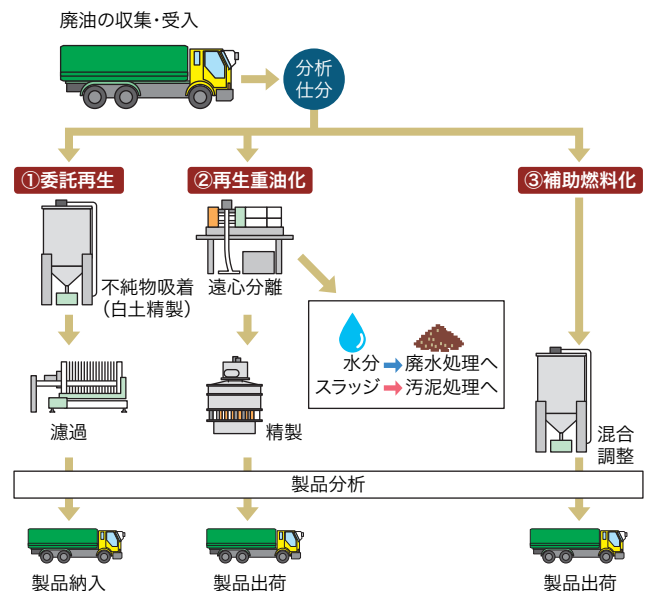 廃油の収集・受入
分析
仕分
①委託再生
②再生重油化
③補助燃料化
不純物吸着
（白土精製）
遠心分離
水分
廃水処理へ
スラッジ
汚泥処理へ
濾過
精製
混合
調整
製品分析
製品納入
製品出荷
製品出荷